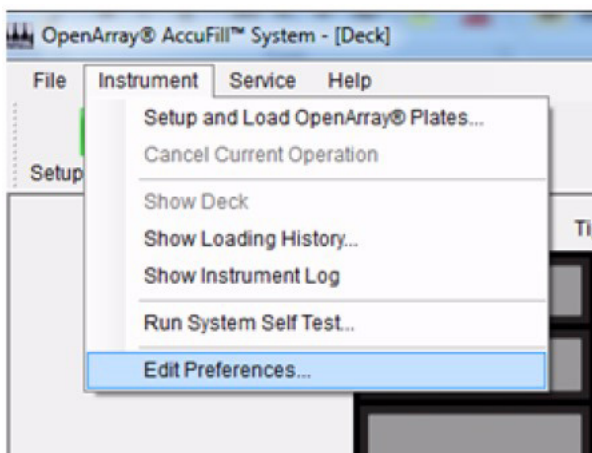 OpenArray® AccuFill™ System - [Deck]
File Instrument Service Help
Setup and Load OpenArray® Plates...
Cancel Current Operation
Setup
Show Deck
Ti
Show Loading History...
Show Instrument Log
Run System Self Test...
Edit Preferences...